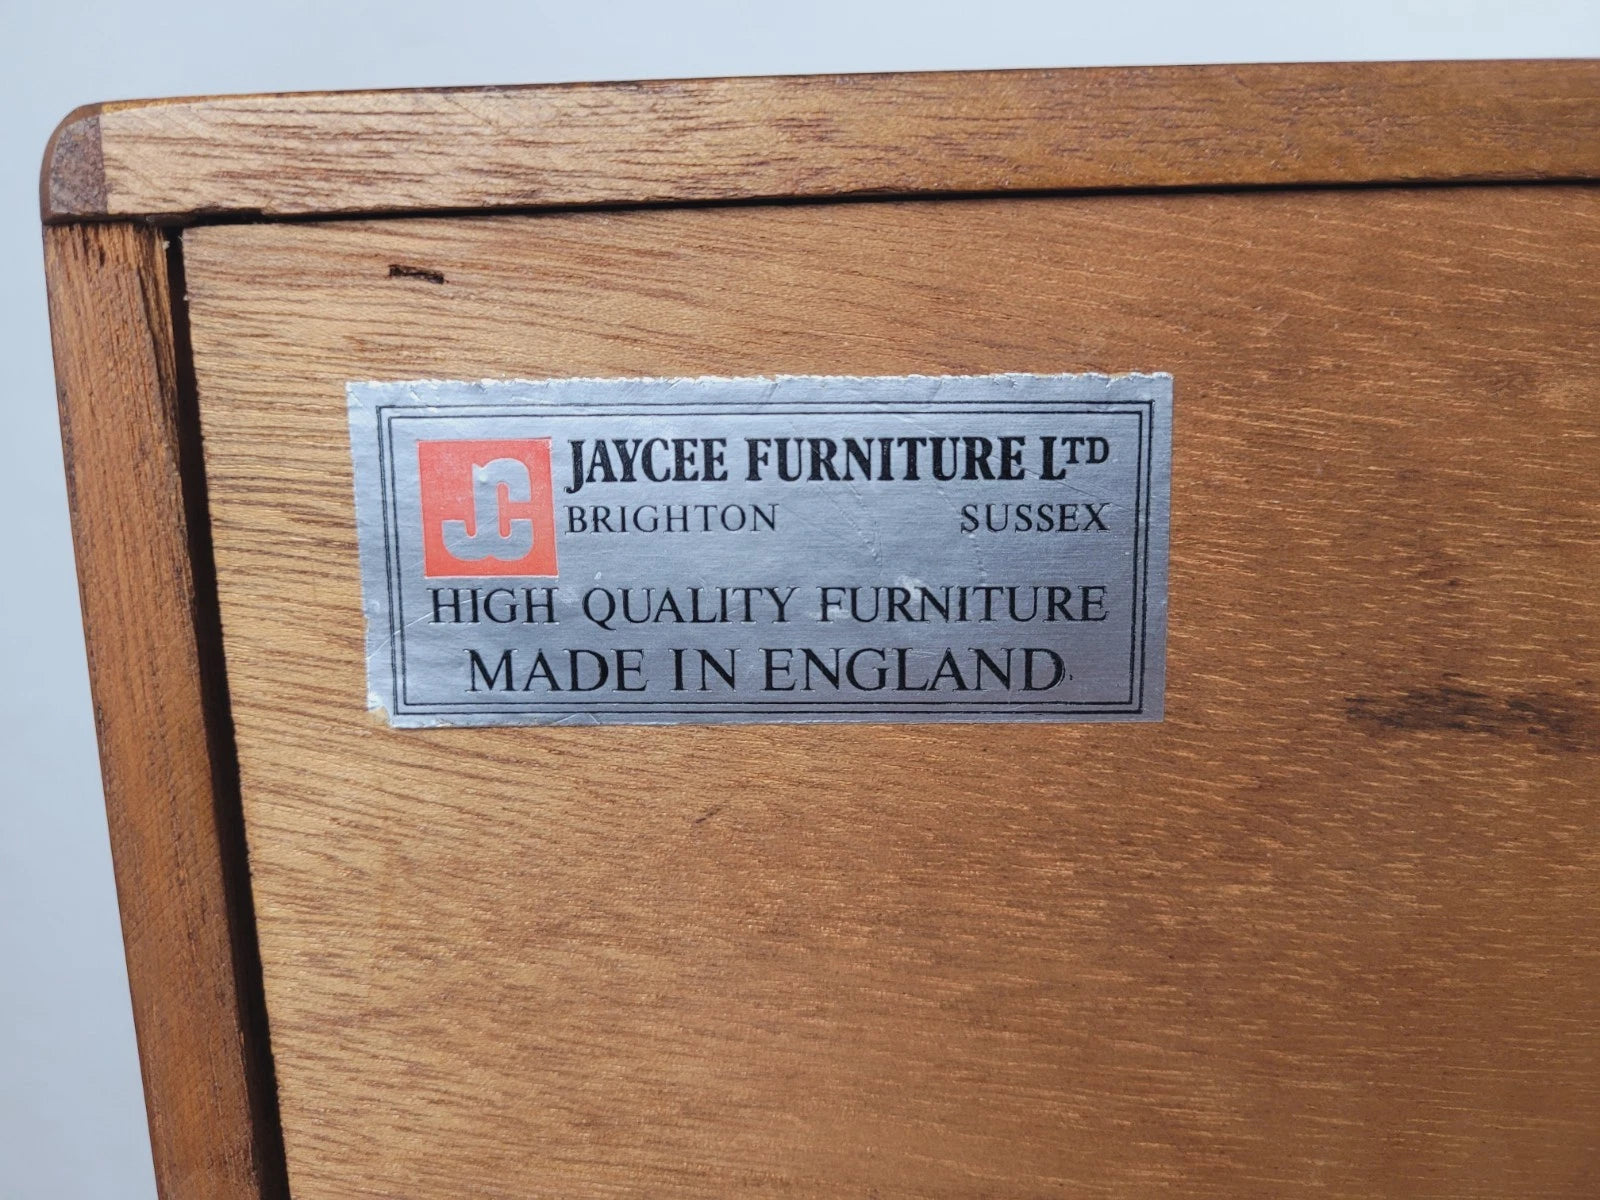 JC JAYCEE FURNITURE LTD
BRIGHTON SUSSEX
HIGH QUALITY FURNITURE
MADE IN ENGLAND